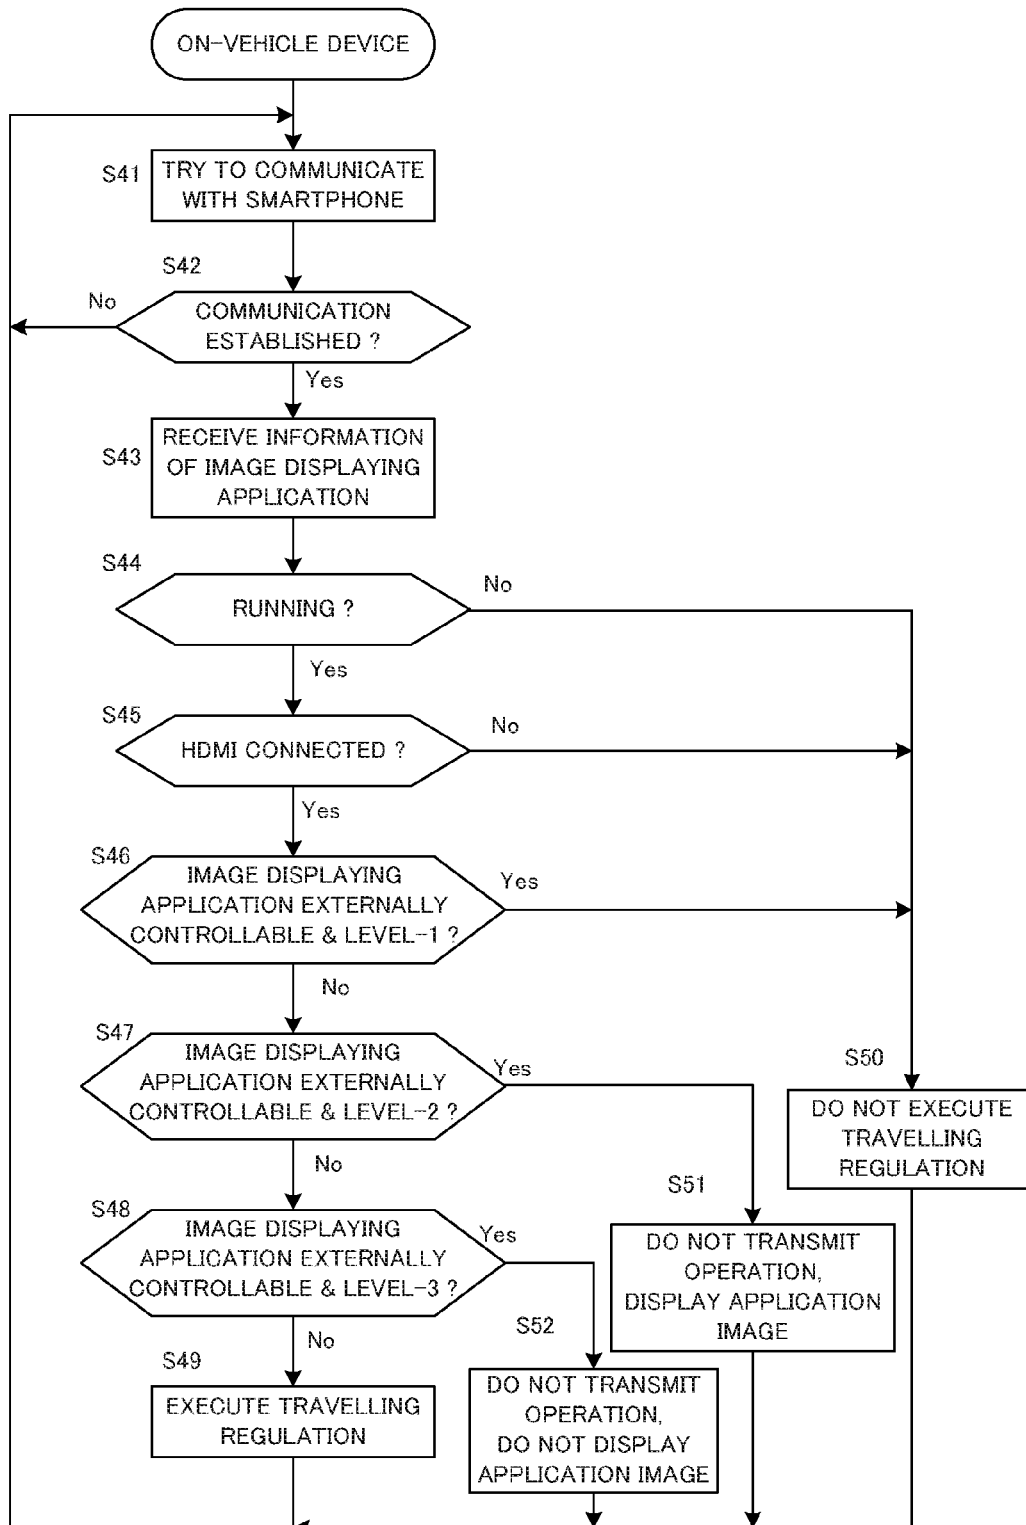 ON-VEHICLE DEVICE
S41
TRY TO COMMUNICATE
WITH SMARTPHONE
S42
No
COMMUNICATION
ESTABLISHED ?
Yes
S43
RECEIVE INFORMATION
OF IMAGE DISPLAYING
APPLICATION
S44
RUNNING ?
No
Yes
S45
HDMI CONNECTED ?
No
Yes
S46
IMAGE DISPLAYING
APPLICATION EXTERNALLY
CONTROLLABLE & LEVEL-1 ?
Yes
No
S47
IMAGE DISPLAYING
APPLICATION EXTERNALLY
CONTROLLABLE & LEVEL-2 ?
Yes
No
S50
DO NOT EXECUTE
TRAVELLING
REGULATION
S48
IMAGE DISPLAYING
APPLICATION EXTERNALLY
CONTROLLABLE & LEVEL-3 ?
Yes
No
S51
DO NOT TRANSMIT
OPERATION,
DISPLAY APPLICATION
IMAGE
S49
EXECUTE TRAVELLING
REGULATION
S52
DO NOT TRANSMIT
OPERATION,
DO NOT DISPLAY
APPLICATION IMAGE